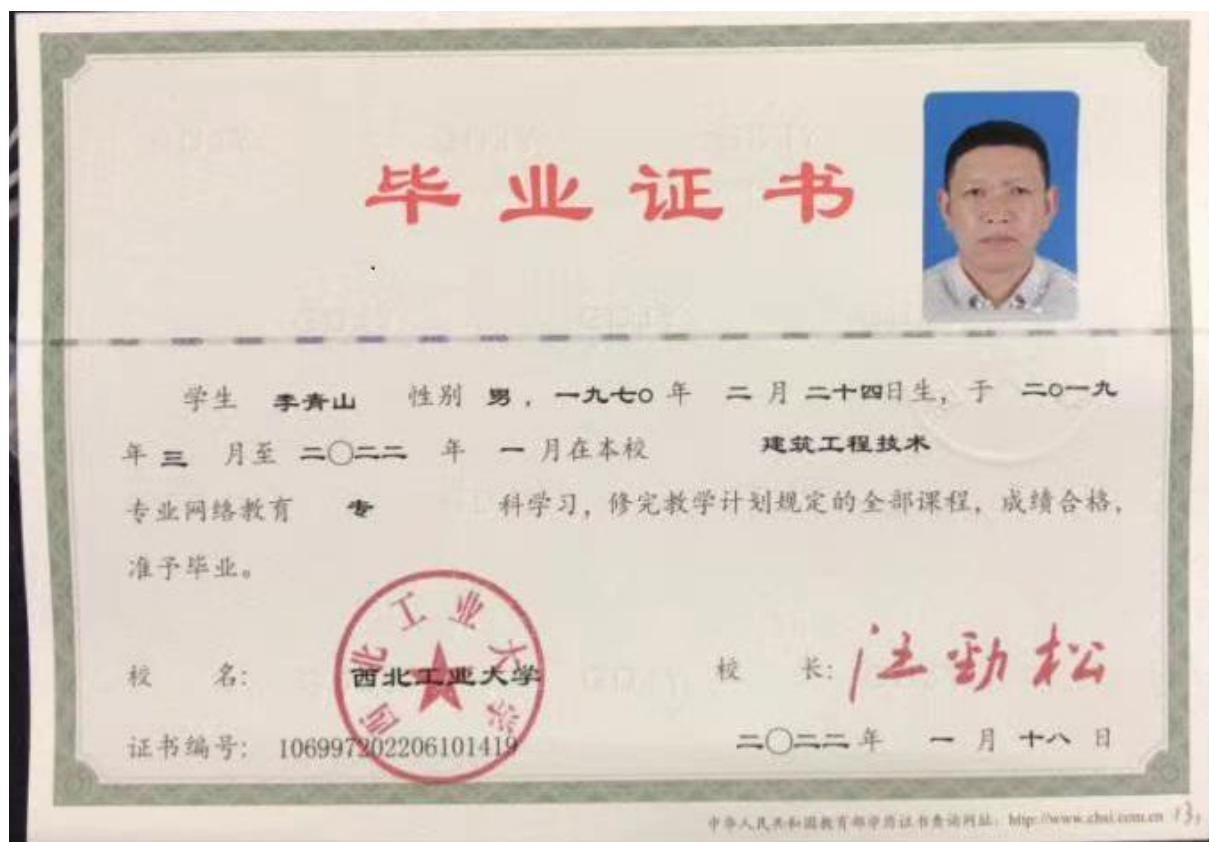 毕业证书
学生 李青山 性别 男，一九七〇年 二月二十四日生，于 二〇一九
年三 月至 二〇二二 年 一月在本校 建筑工程技术
专业网络教育 专 科学习，修完教学计划规定的全部课程，成绩合格，
准予毕业。
校 名： 西北工业大学
校 长： 汪劲松
西北工业大学
证书编号： 106997202206101419
二〇二二年 一月十八日
中华人民共和国教育部学历证书查询网址：http://www.chsi.com.cn